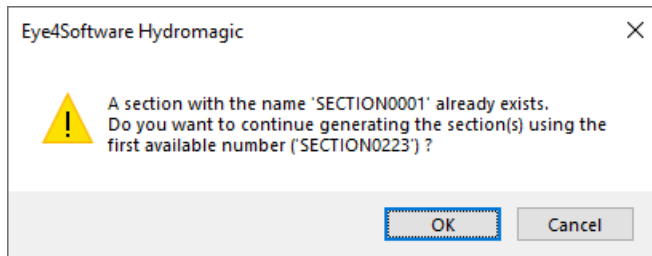 Eye4Software Hydromagic
A section with the name 'SECTION0001' already exists.
Do you want to continue generating the section(s) using the
first available number ('SECTION0223') ?
OK
Cancel